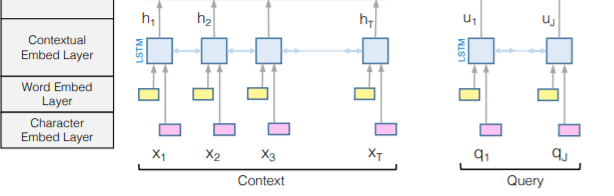 h1 h2 hT u1 uJ
Contextual
Embed Layer
LSTM
LSTM
Word Embed
Layer
Character
Embed Layer
x1 x2 x3 xT q1 qJ
Context Query